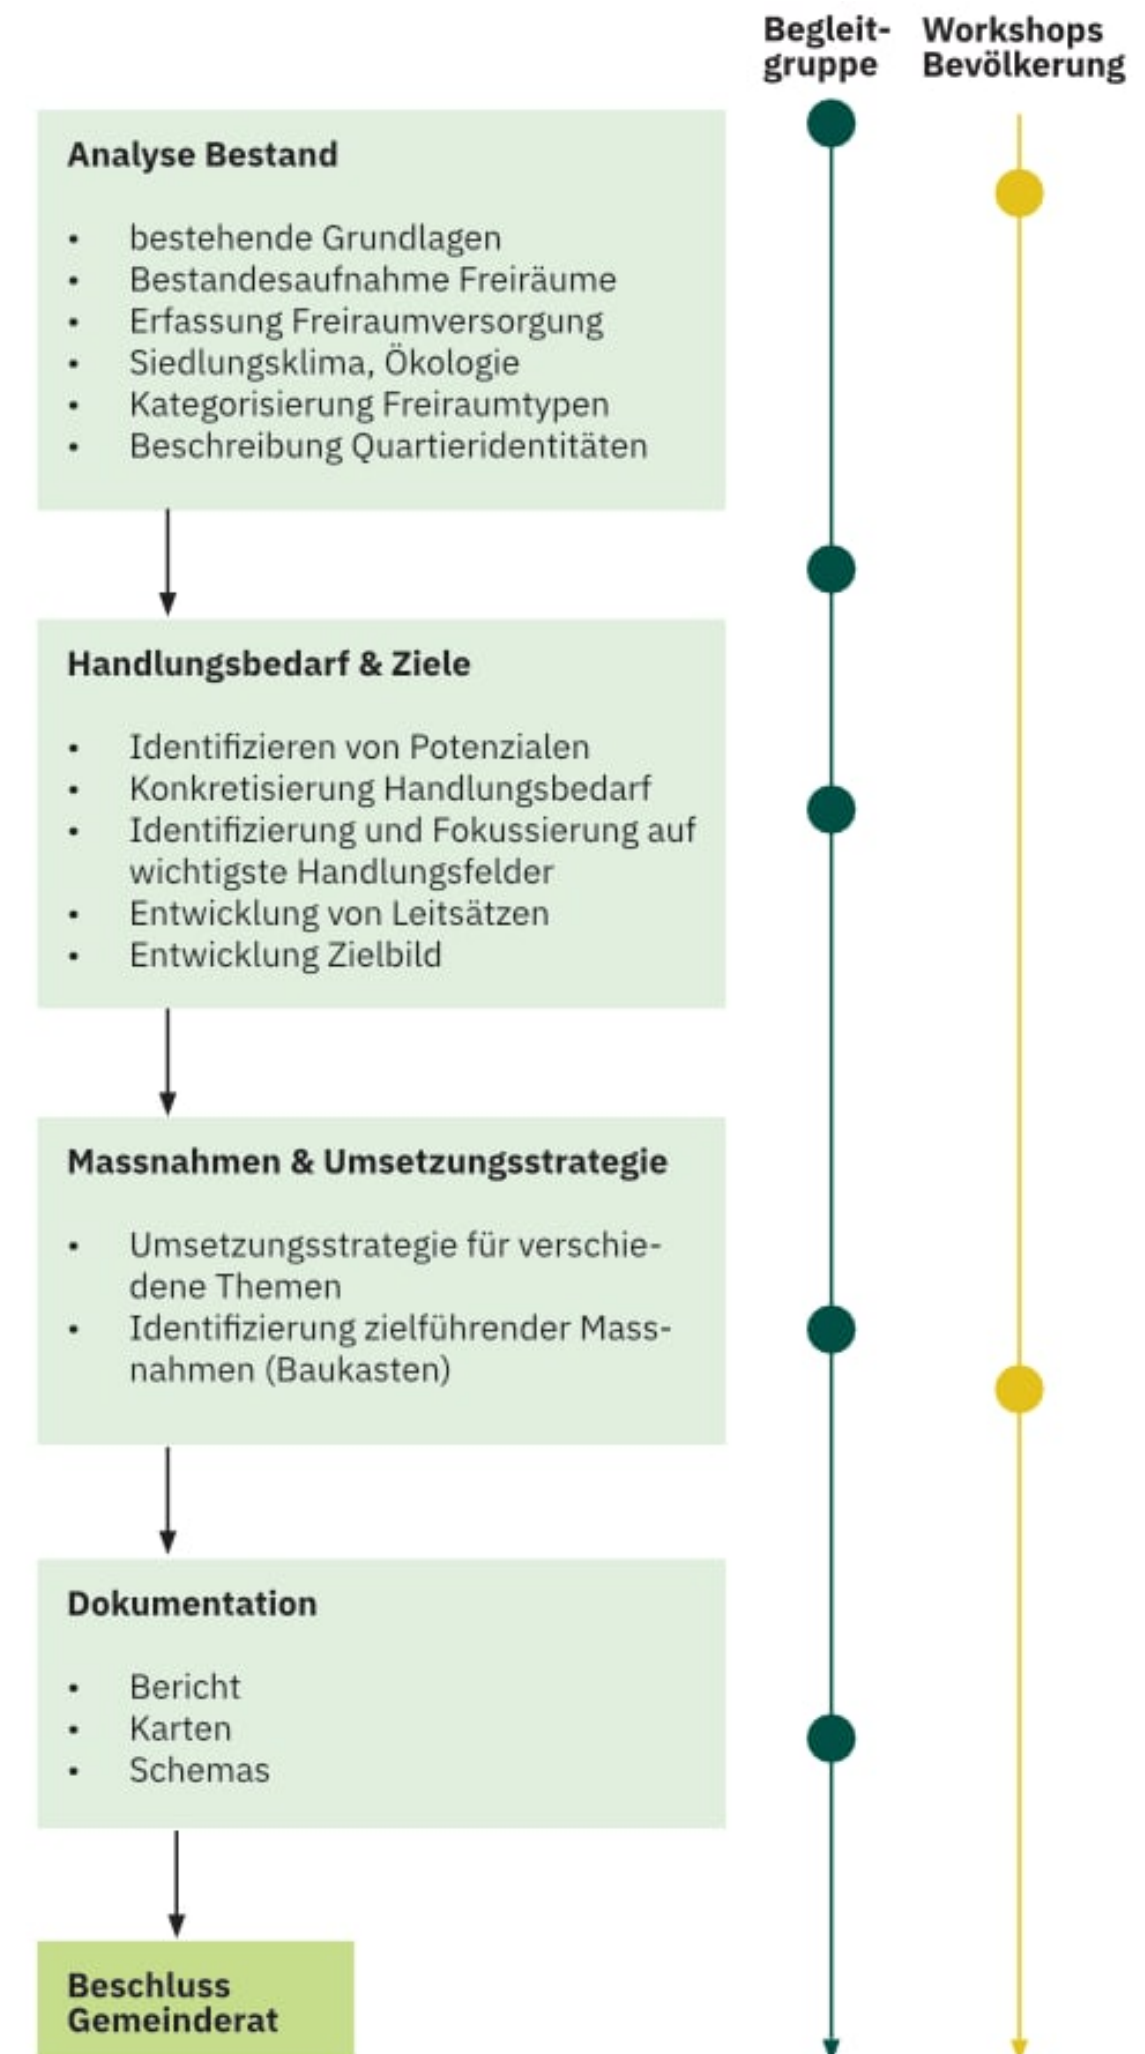 Begleit-
gruppe
Workshops
Bevölkerung
Analyse Bestand
• bestehende Grundlagen
• Bestandesaufnahme Freiräume
• Erfassung Freiraumversorgung
• Siedlungsklima, Ökologie
• Kategorisierung Freiraumtypen
• Beschreibung Quartieridentitäten
Handlungsbedarf & Ziele
• Identifizieren von Potenzialen
• Konkretisierung Handlungsbedarf
• Identifizierung und Fokussierung auf
wichtigste Handlungsfelder
• Entwicklung von Leitsätzen
• Entwicklung Zielbild
Massnahmen & Umsetzungsstrategie
• Umsetzungsstrategie für verschie-
dene Themen
• Identifizierung zielführender Mass-
nahmen (Baukasten)
Dokumentation
• Bericht
• Karten
• Schemas
Beschluss
Gemeinderat